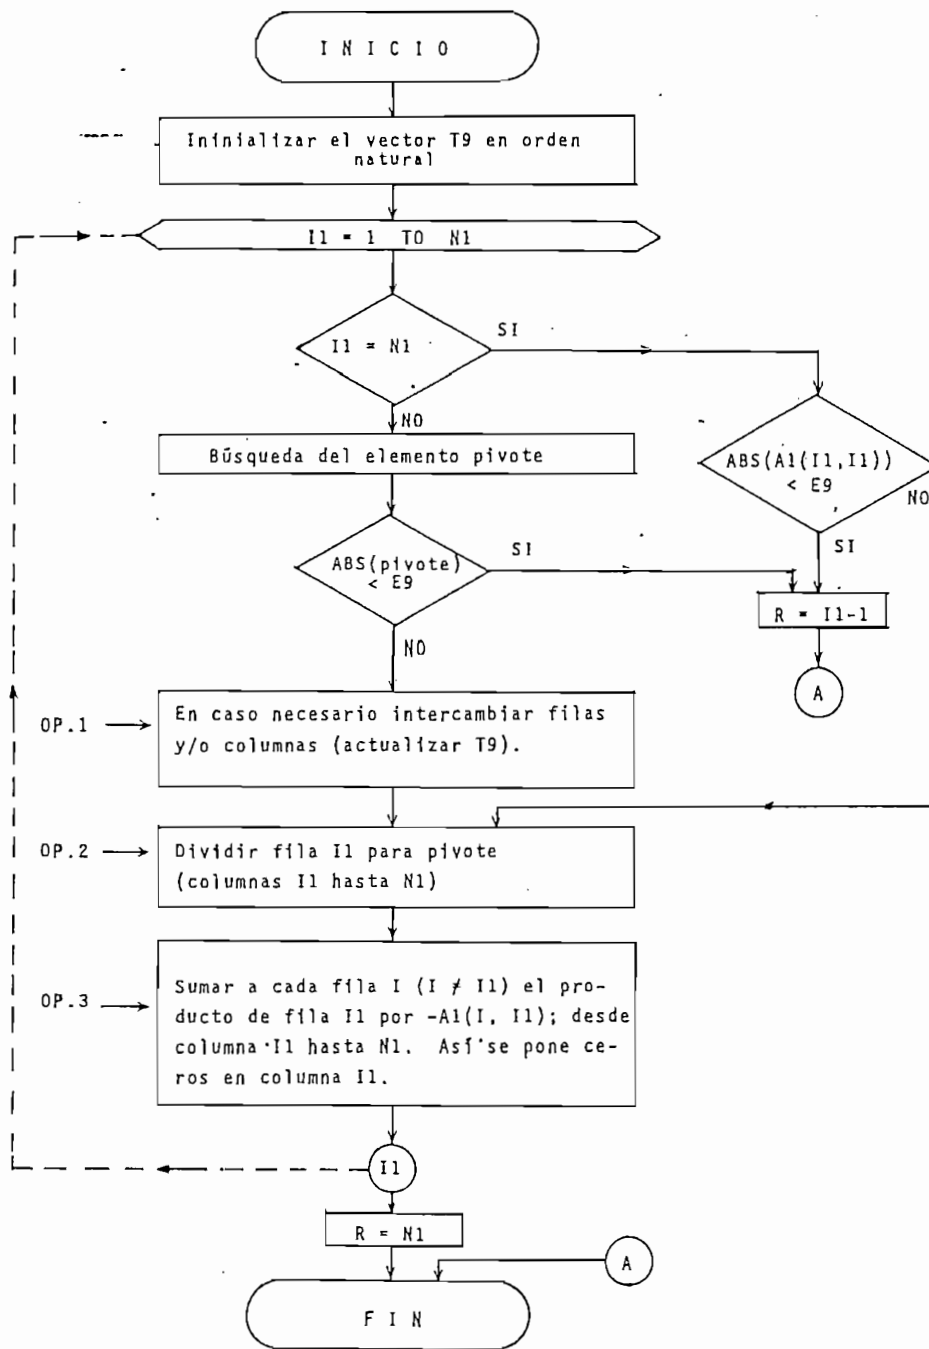 I N I C I O
Ininializar el vector T9 en orden
natural
I1 = 1 TO N1
I1 = N1
SI
NO
Búsqueda del elemento pivote
ABS(A1(I1,I1))
< E9
NO
SI
ABS(pivote)
< E9
SI
NO
R = I1-1
A
OP.1
En caso necesario intercambiar filas
y/o columnas (actualizar T9).
OP.2
Dividir fila I1 para pivote
(columnas I1 hasta N1)
OP.3
Sumar a cada fila I (I ≠ I1) el pro-
ducto de fila I1 por -A1(I, I1); desde
columna I1 hasta N1. Así se pone ce-
ros en columna I1.
I1
R = N1
A
F I N